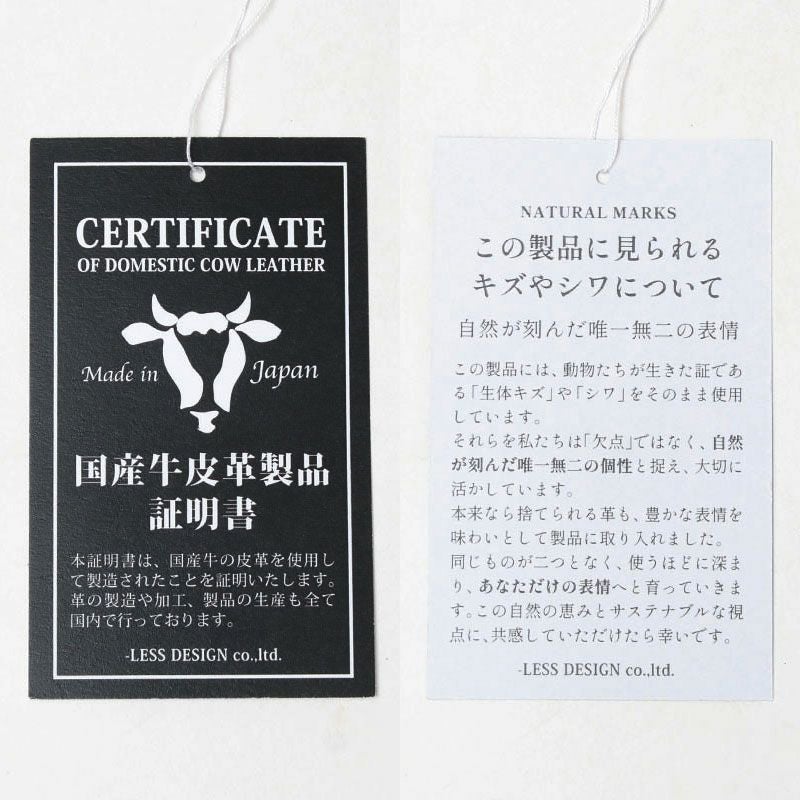 CERTIFICATE
OF DOMESTIC COW LEATHER
Made in Japan
国産牛皮革製品
証明書
本証明書は、国産牛の皮革を使用し
て製造されたことを証明いたします。
革の製造や加工、製品の生産も全て
国内で行っております。
-LESS DESIGN co.,ltd.
NATURAL MARKS
この製品に見られる
キズやシワについて
自然が刻んだ唯一無二の表情
この製品には、動物たちが生きた証であ
る「生体キズ」や「シワ」をそのまま使用
しています。
それらを私たちは「欠点」ではなく、自然
が刻んだ唯一無二の個性と捉え、大切に
活かしています。
本来なら捨てられる革も、豊かな表情を
味わいとして製品に取り入れました。
同じものが二つとなく、使うほどに深ま
り、あなただけの表情へと育っていきま
す。この自然の恵みとサステナブルな視
点に、共感していただけたら幸いです。
-LESS DESIGN co.,ltd.